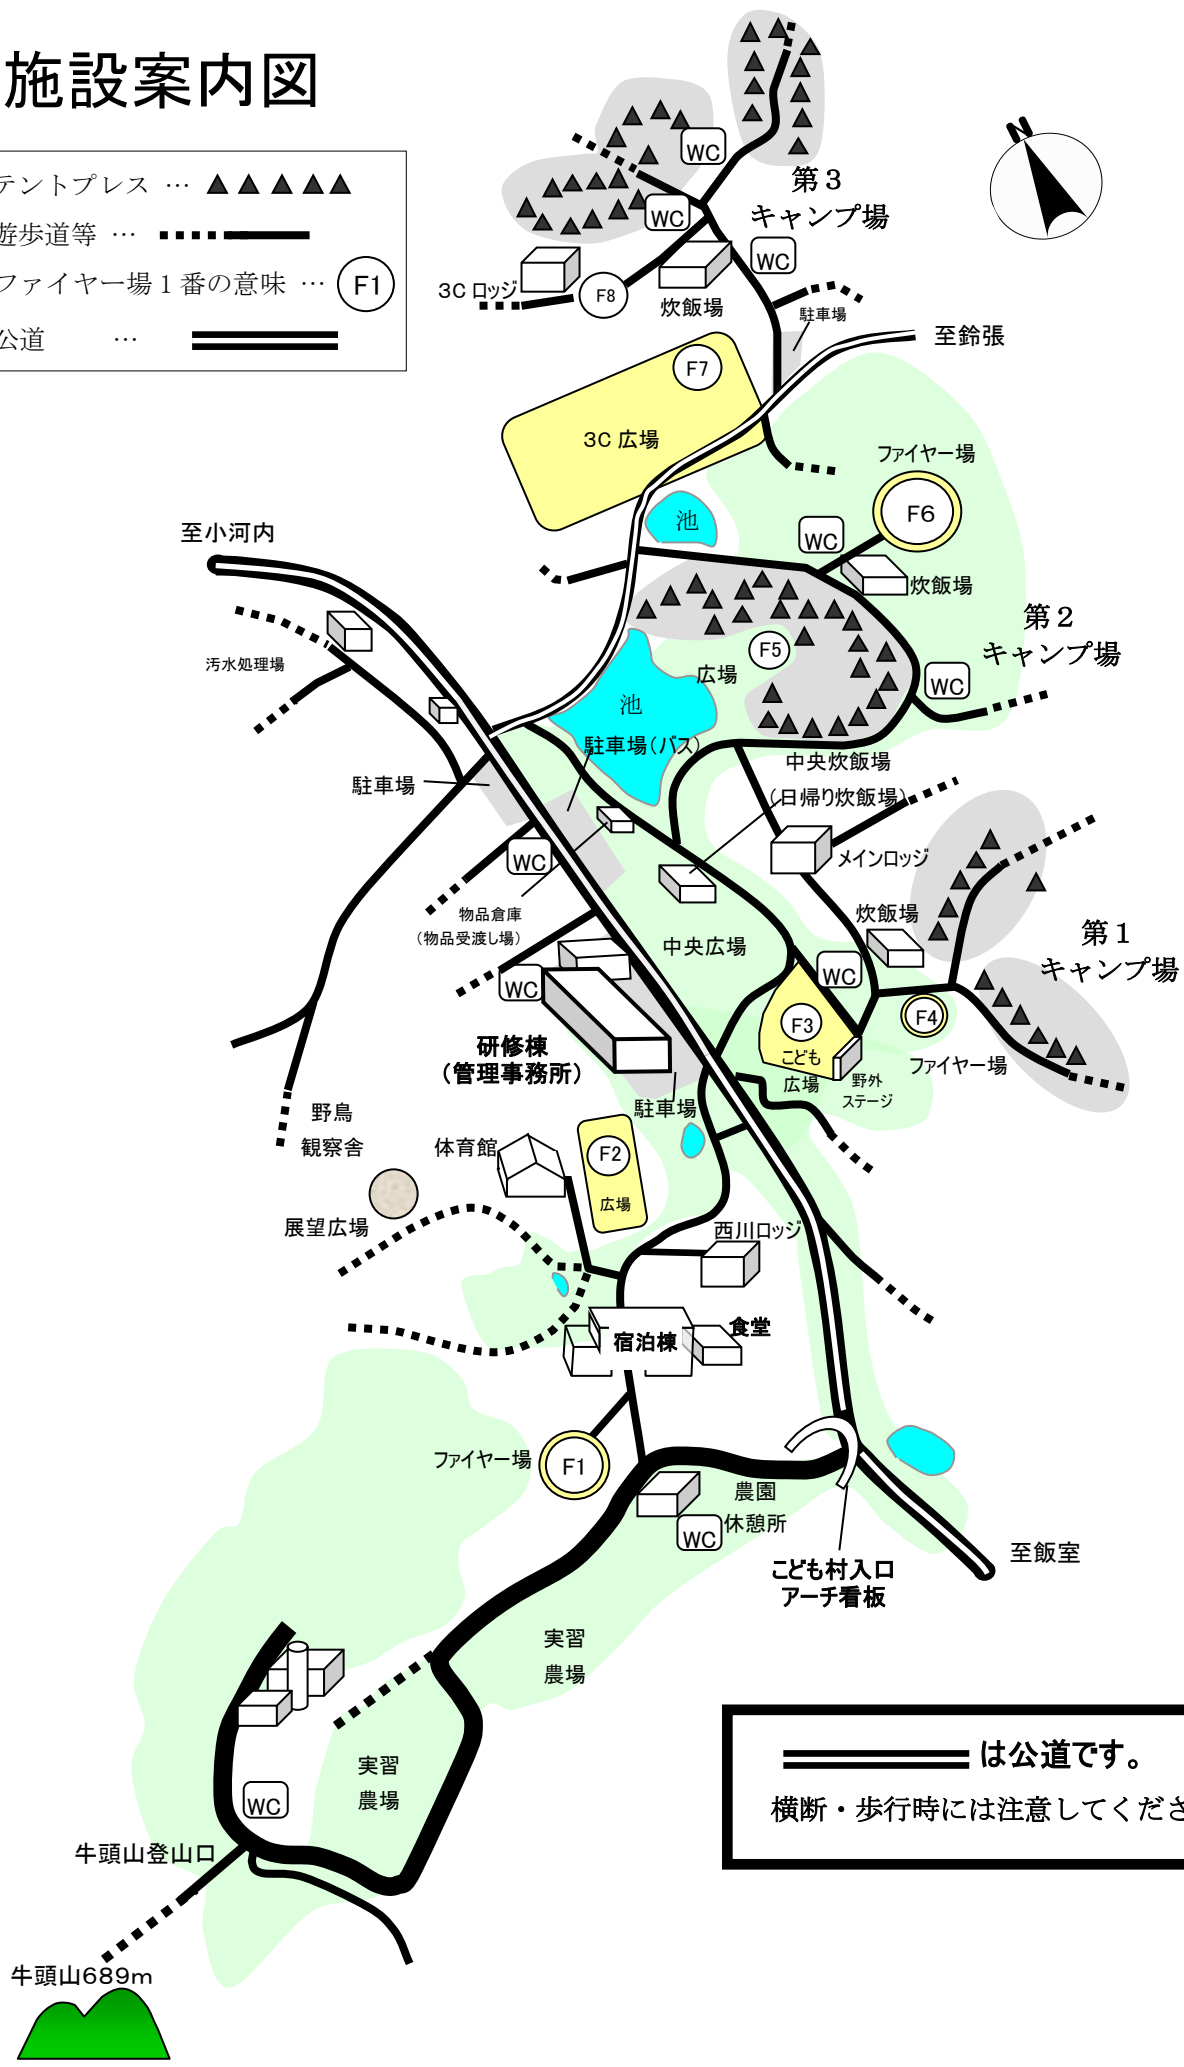 施設案内図
テントプレス …
遊歩道等 …
ファイヤー場１番の意味 … F1
公道 …
N
WC
第３
キャンプ場
WC
WC
3C ロッジ
F8
炊飯場
駐車場
至鈴張
F7
3C 広場
ファイヤー場
F6
池
WC
至小河内
炊飯場
第２
キャンプ場
F5
広場
汚水処理場
WC
池
駐車場(バス)
中央炊飯場
(日帰り炊飯場)
駐車場
WC
メインロッジ
物品倉庫
(物品受渡し場)
炊飯場
第１
キャンプ場
中央広場
WC
WC
F3
F4
こども
広場
野外
ステージ
ファイヤー場
研修棟
(管理事務所)
駐車場
野鳥
観察舎
体育館
F2
広場
展望広場
西川ロッジ
宿泊棟
食堂
ファイヤー場
F1
農園
休憩所
WC
こども村入口
アーチ看板
至飯室
実習
農場
実習
農場
は公道です。
横断・歩行時には注意してくださ
WC
牛頭山登山口
牛頭山689m